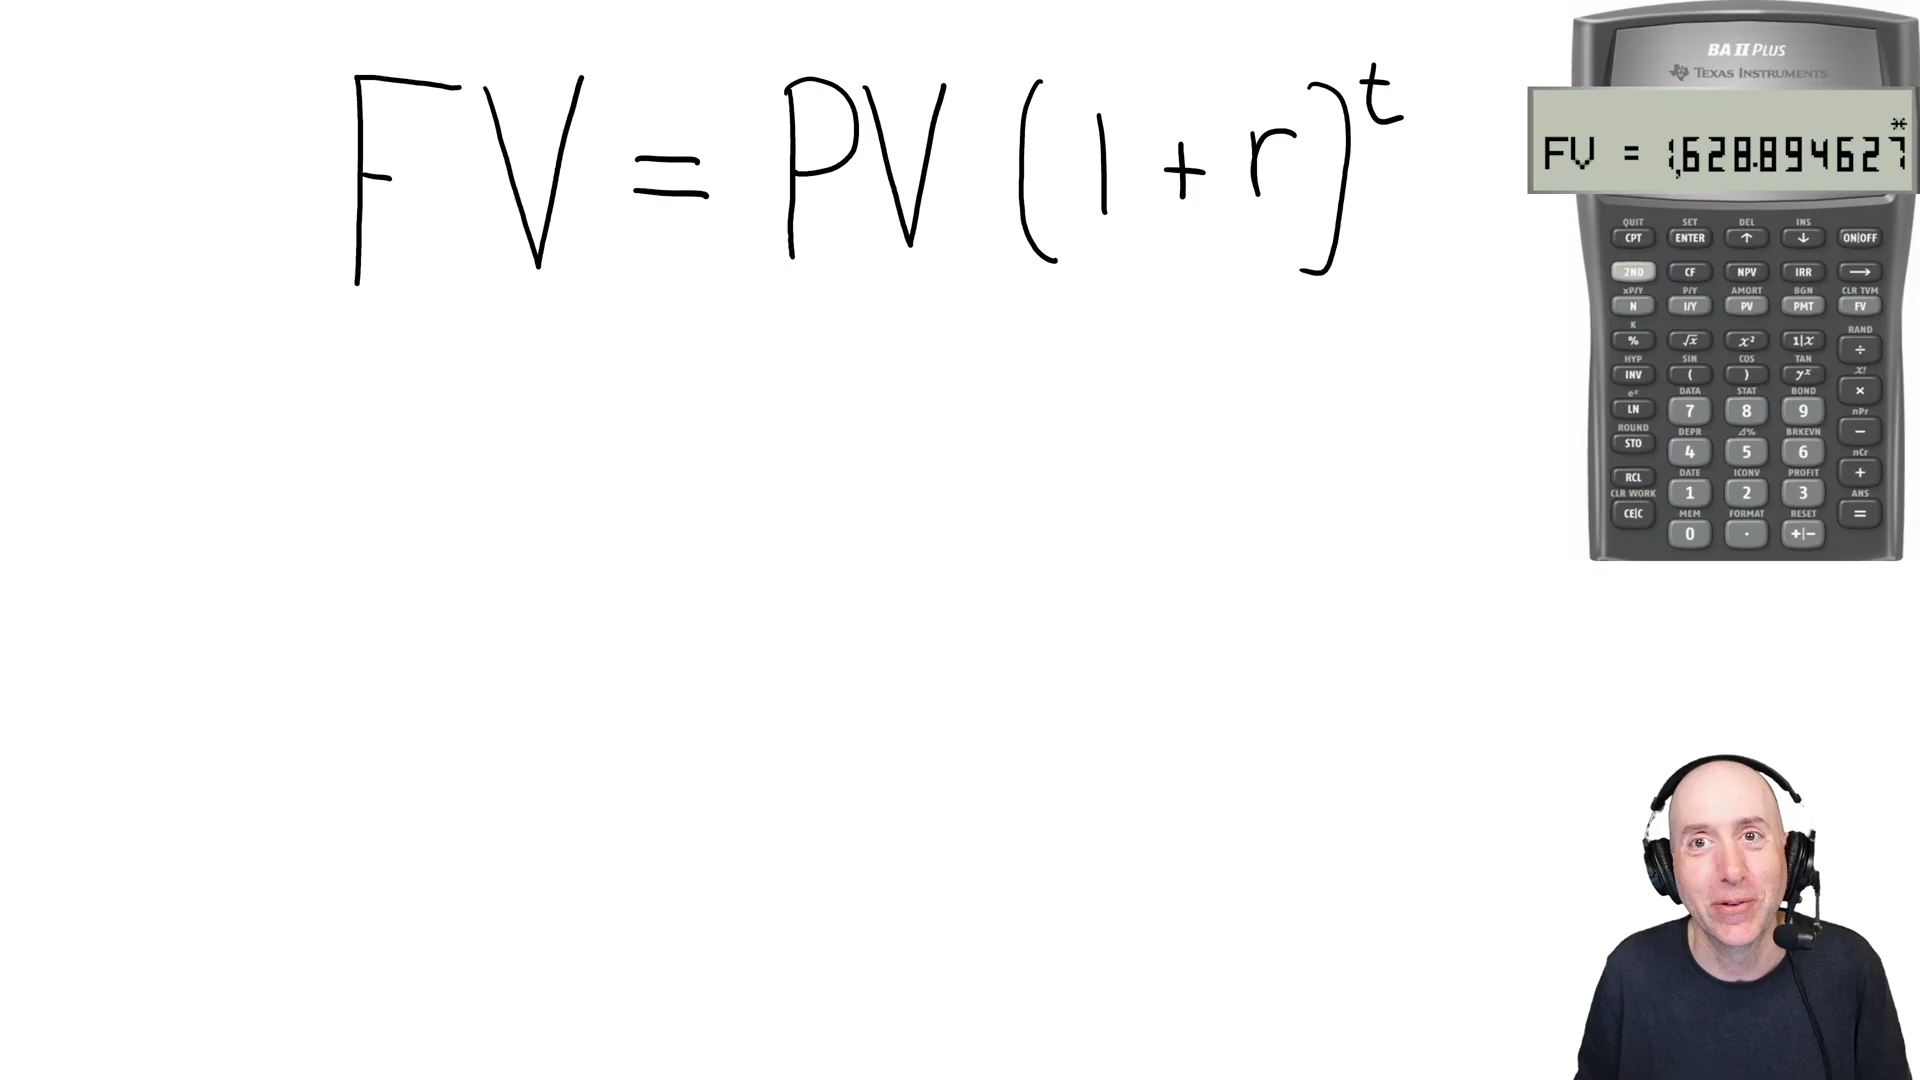 FV = PV (1 + r)^t
BA II PLUS
TEXAS INSTRUMENTS
*
FV = 1,628.894627
QUIT SET DEL INS
CPT ENTER ↑ ↓ ON|OFF
2ND CF NPV IRR →
xP/Y P/Y AMORT BGN CLR TVM
N I/Y PV PMT FV
K RAND
% √x x² 1|x ÷
HYP SIN COS TAN x!
INV ( ) yˣ ×
eˣ DATA STAT BOND nPr
LN 7 8 9 −
ROUND DEPR Δ% BRKEVN nCr
STO 4 5 6 +
DATE ICONV PROFIT
RCL
CLR WORK ANS
1 2 3
CE|C =
MEM FORMAT RESET
0 . +|−